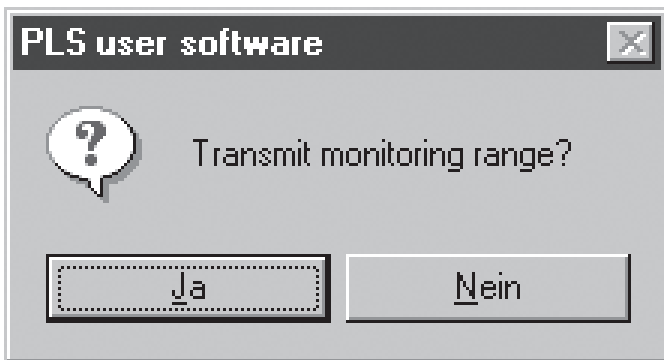 PLS user software
?
Transmit monitoring range?
Ja
Nein